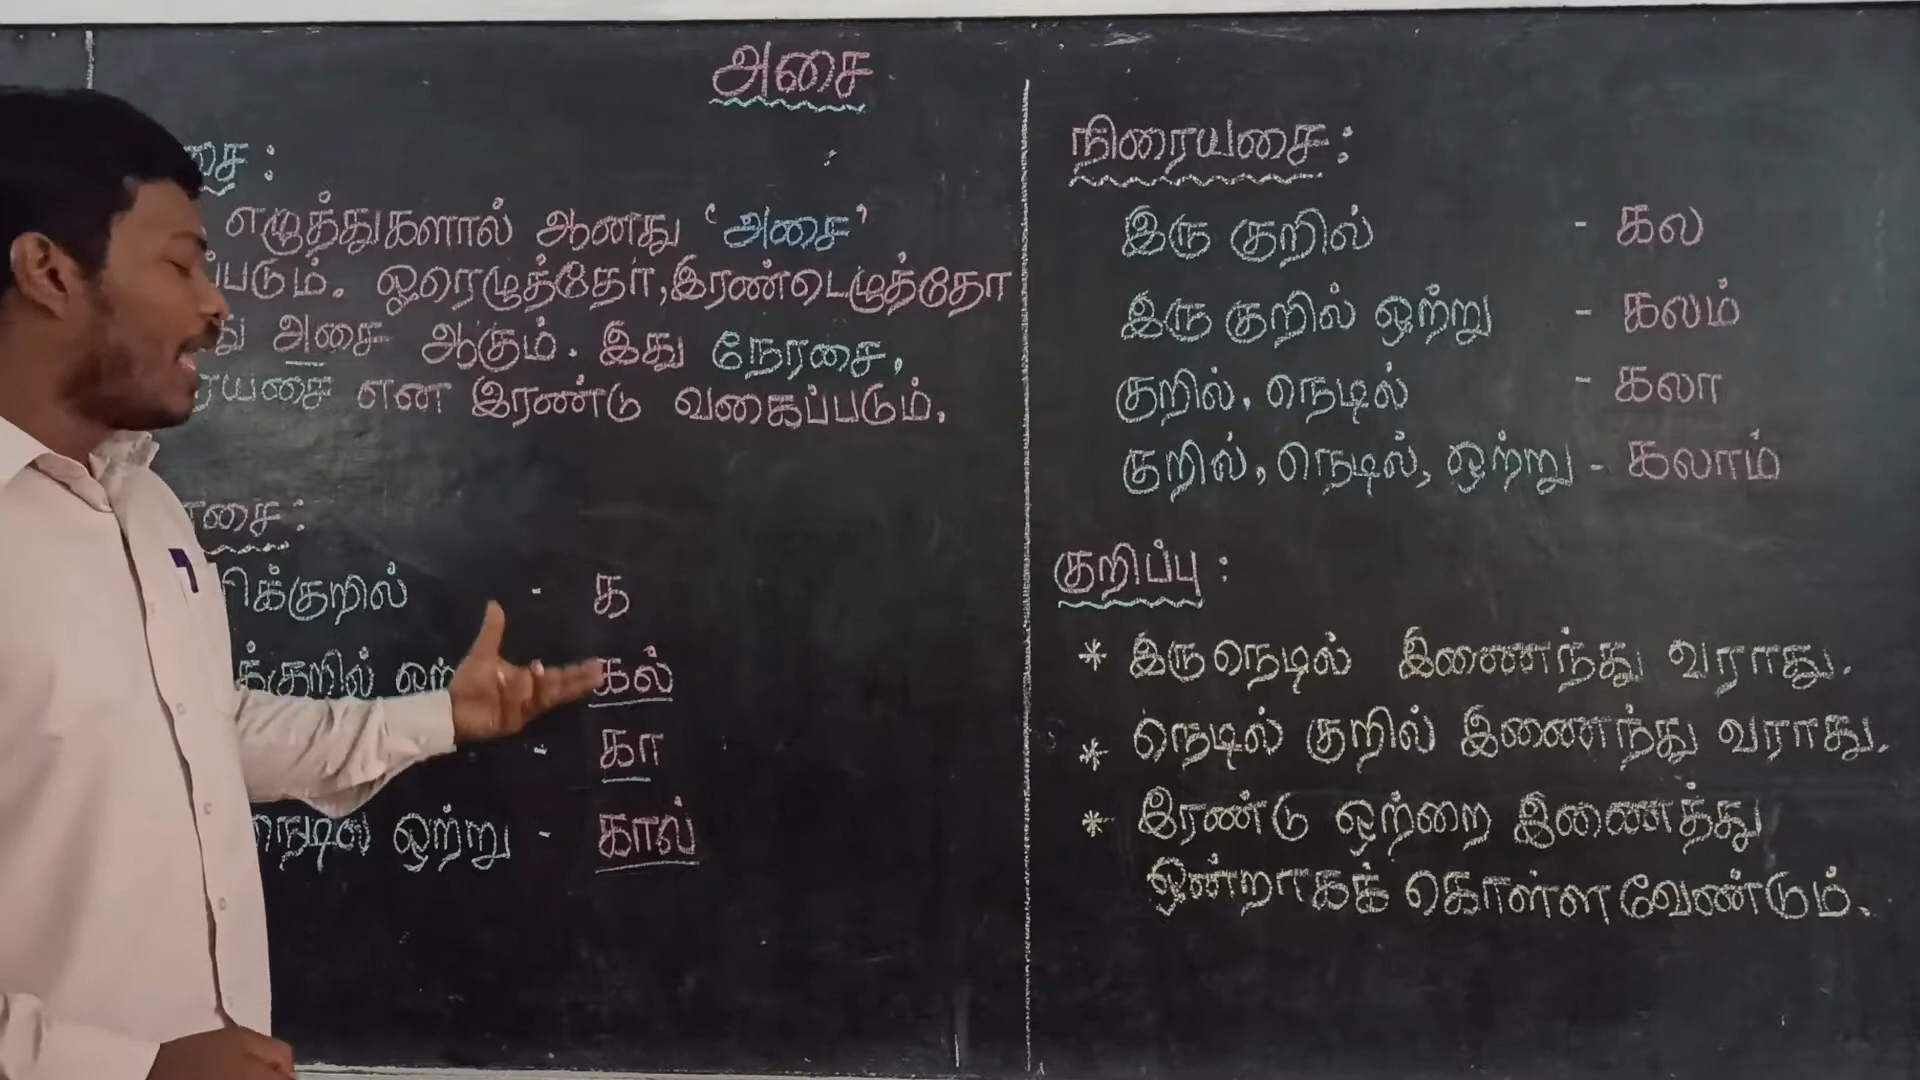 அசை
எழுத்துகளால் ஆனது 'அசை'
படும். ஓரெழுத்தோ, இரண்டெழுத்தோ
அசை ஆகும். இது நேரசை,
என இரண்டு வகைப்படும்.
- க
கல்
- கா
நெடில் ஒற்று - கால்
நிரையசை:
இரு குறில் - கல
இரு குறில் ஒற்று - கலம்
குறில், நெடில் - கலா
குறில், நெடில், ஒற்று - கலாம்
குறிப்பு:
* இரு நெடில் இணைந்து வராது.
* நெடில் குறில் இணைந்து வராது.
* இரண்டு ஒற்றை இணைத்து
ஒன்றாகக் கொள்ள வேண்டும்.